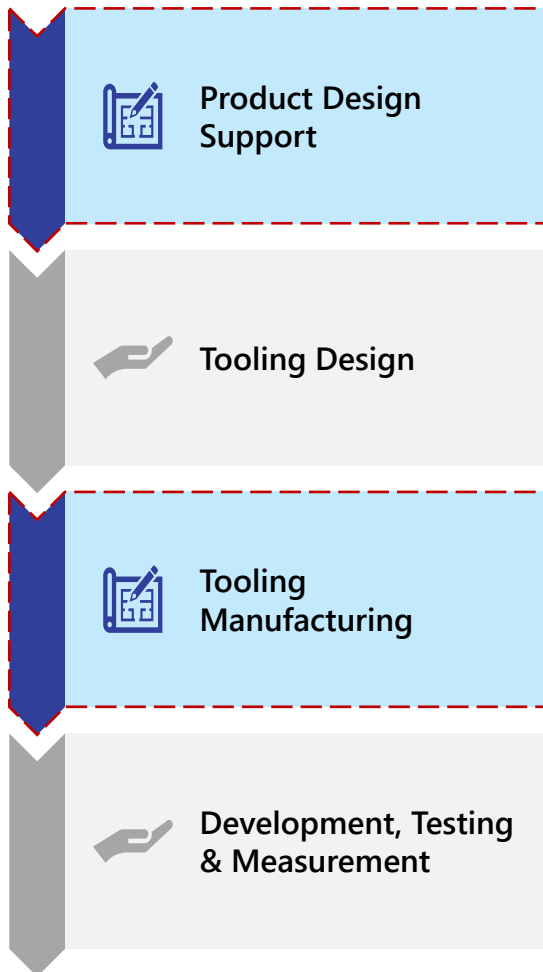 Product Design
Support
Tooling Design
Tooling
Manufacturing
Development, Testing
& Measurement